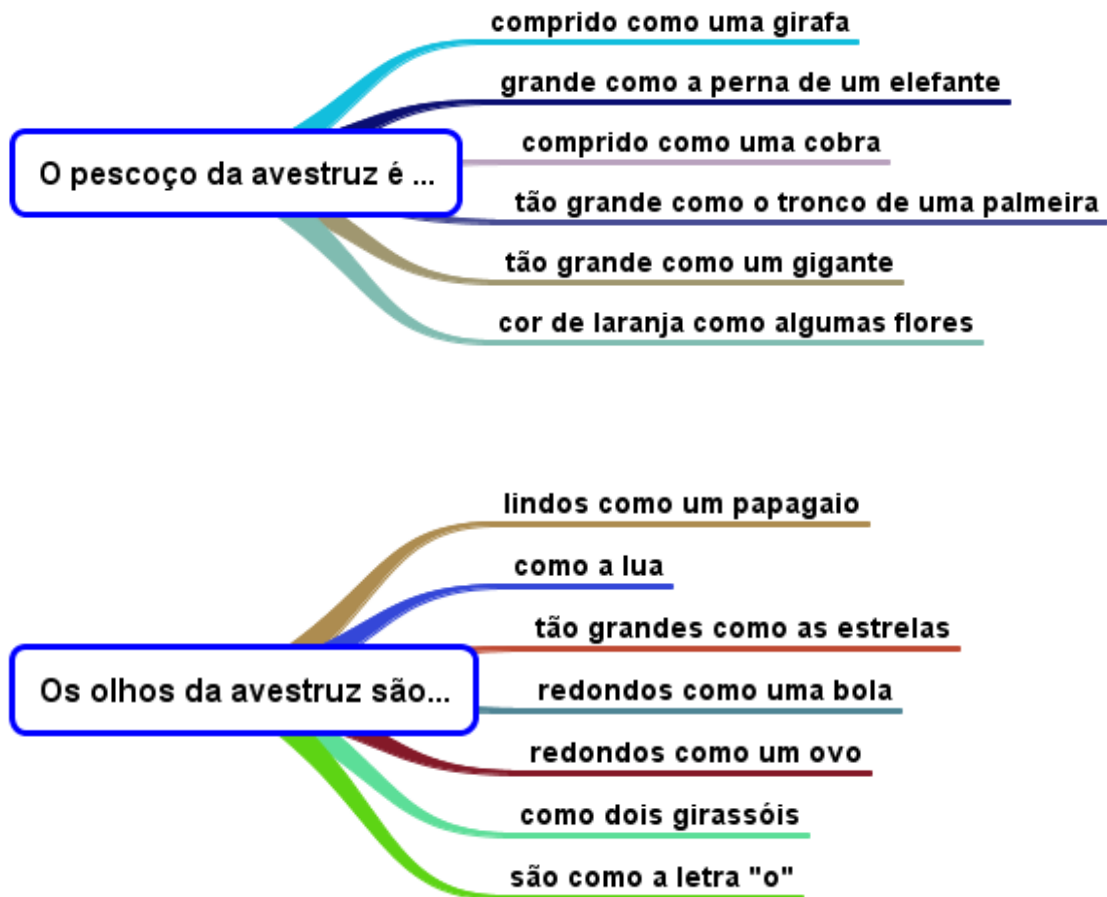 comprido como uma girafa
grande como a perna de um elefante
comprido como uma cobra
O pescoço da avestruz é ...
tão grande como o tronco de uma palmeira
tão grande como um gigante
cor de laranja como algumas flores
lindos como um papagaio
como a lua
tão grandes como as estrelas
Os olhos da avestruz são...
redondos como uma bola
redondos como um ovo
como dois girassóis
são como a letra "o"